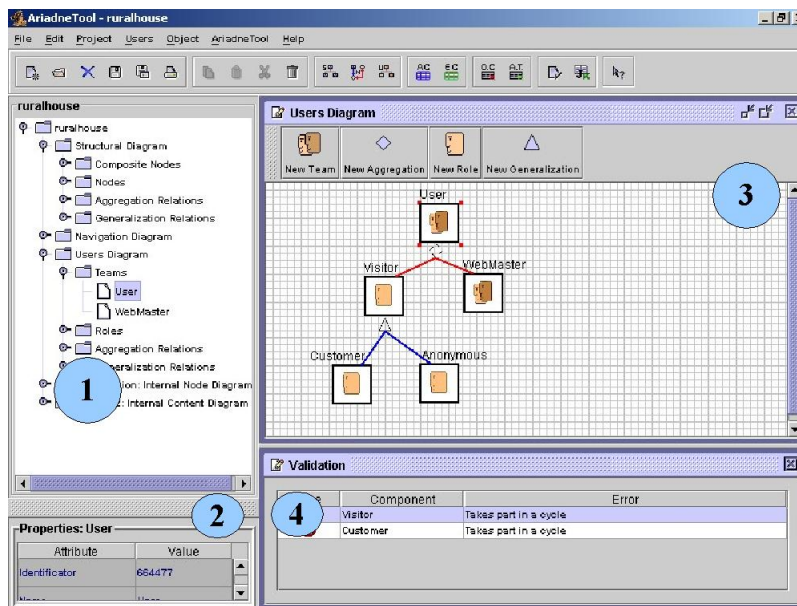 AriadneTool - ruralhouse
File Edit Project Users Object AriadneTool Help
ruralhouse
ruralhouse
Structural Diagram
Composite Nodes
Nodes
Aggregation Relations
Generalization Relations
Navigation Diagram
Users Diagram
Teams
User
WebMaster
Roles
Aggregation Relations
eneralization Relations
ion: Internal Node Diagram
: Internal Content Diagram
1
2
Properties: User
Attribute Value
Identificator 664477
Name User
Users Diagram
New Team New Aggregation New Role New Generalization
3
User
Visitor WebMaster
Customer Anonymous
Validation
4
Component Error
Visitor Takes part in a cycle
Customer Takes part in a cycle